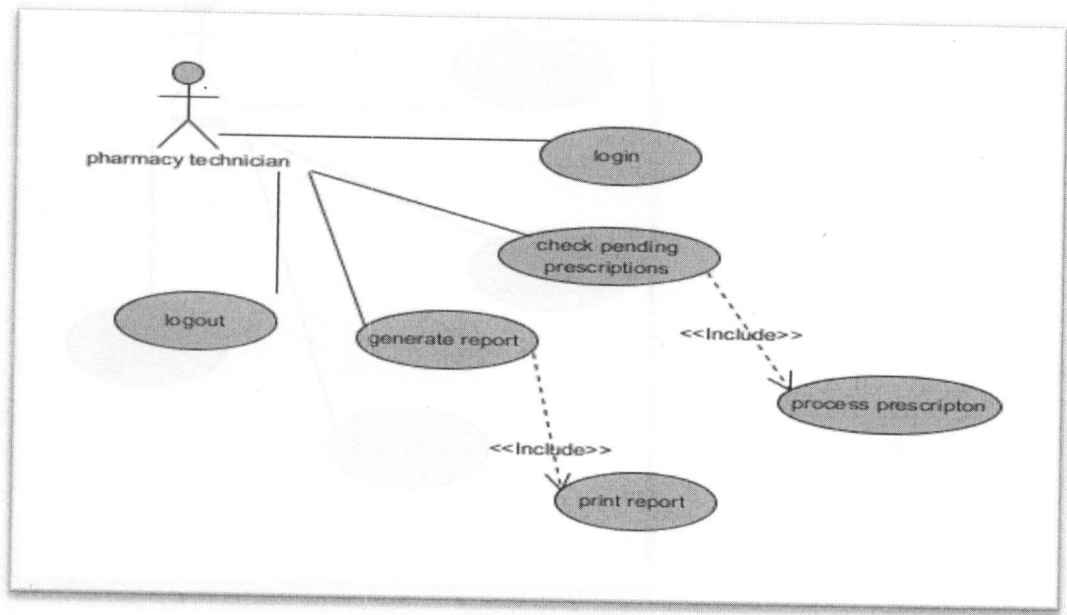 pharmacy technician
login
check pending
prescriptions
logout
generate report
<<Include>>
process prescripton
<<Include>>
print report